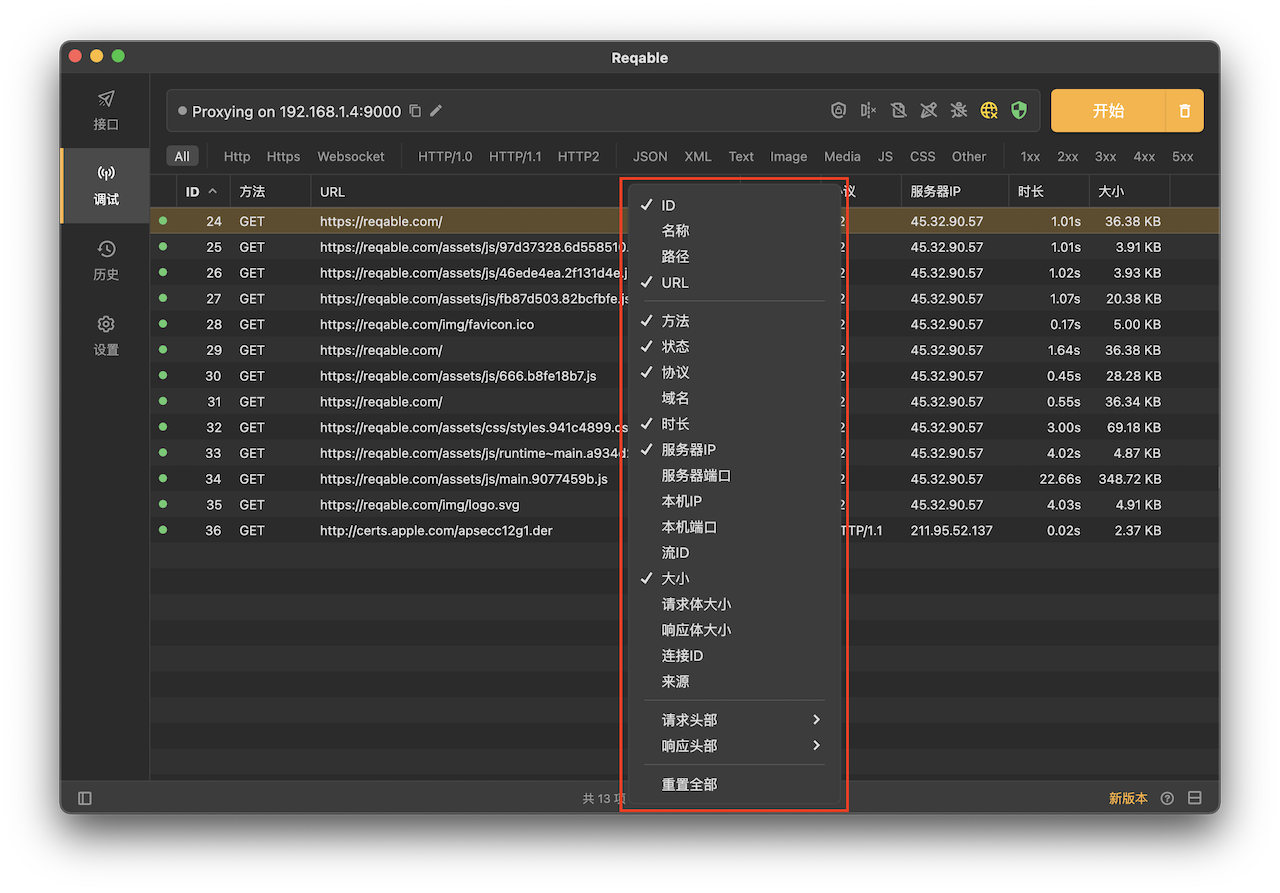 Reqable
接口
调试
历史
设置
Proxying on 192.168.1.4:9000
开始
All Http Https Websocket HTTP/1.0 HTTP/1.1 HTTP2 JSON XML Text Image Media JS CSS Other 1xx 2xx 3xx 4xx 5xx
ID 方法 URL 议 服务器IP 时长 大小
24 GET https://reqable.com/ 2 45.32.90.57 1.01s 36.38 KB
25 GET https://reqable.com/assets/js/97d37328.6d558510. 2 45.32.90.57 1.01s 3.91 KB
26 GET https://reqable.com/assets/js/46ede4ea.2f131d4e.j 2 45.32.90.57 1.02s 3.93 KB
27 GET https://reqable.com/assets/js/fb87d503.82bcfbfe.js 2 45.32.90.57 1.07s 20.38 KB
28 GET https://reqable.com/img/favicon.ico 2 45.32.90.57 0.17s 5.00 KB
29 GET https://reqable.com/ 2 45.32.90.57 1.64s 36.38 KB
30 GET https://reqable.com/assets/js/666.b8fe18b7.js 2 45.32.90.57 0.45s 28.28 KB
31 GET https://reqable.com/ 2 45.32.90.57 0.55s 36.34 KB
32 GET https://reqable.com/assets/css/styles.941c4899.cs 2 45.32.90.57 3.00s 69.18 KB
33 GET https://reqable.com/assets/js/runtime~main.a934d 2 45.32.90.57 4.02s 4.87 KB
34 GET https://reqable.com/assets/js/main.9077459b.js 2 45.32.90.57 22.66s 348.72 KB
35 GET https://reqable.com/img/logo.svg 2 45.32.90.57 4.03s 4.91 KB
36 GET http://certs.apple.com/apsecc12g1.der TTP/1.1 211.95.52.137 0.02s 2.37 KB
ID
名称
路径
URL
方法
状态
协议
域名
时长
服务器IP
服务器端口
本机IP
本机端口
流ID
大小
请求体大小
响应体大小
连接ID
来源
请求头部
响应头部
重置全部
共 13 项
新版本